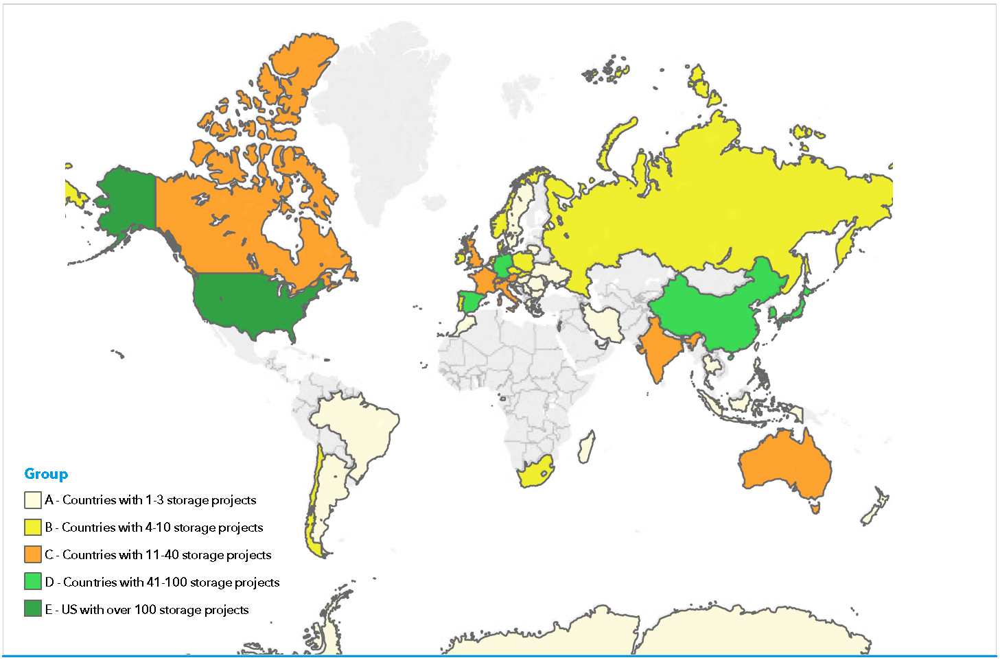 Group
A - Countries with 1-3 storage projects
B - Countries with 4-10 storage projects
C - Countries with 11-40 storage projects
D - Countries with 41-100 storage projects
E - US with over 100 storage projects